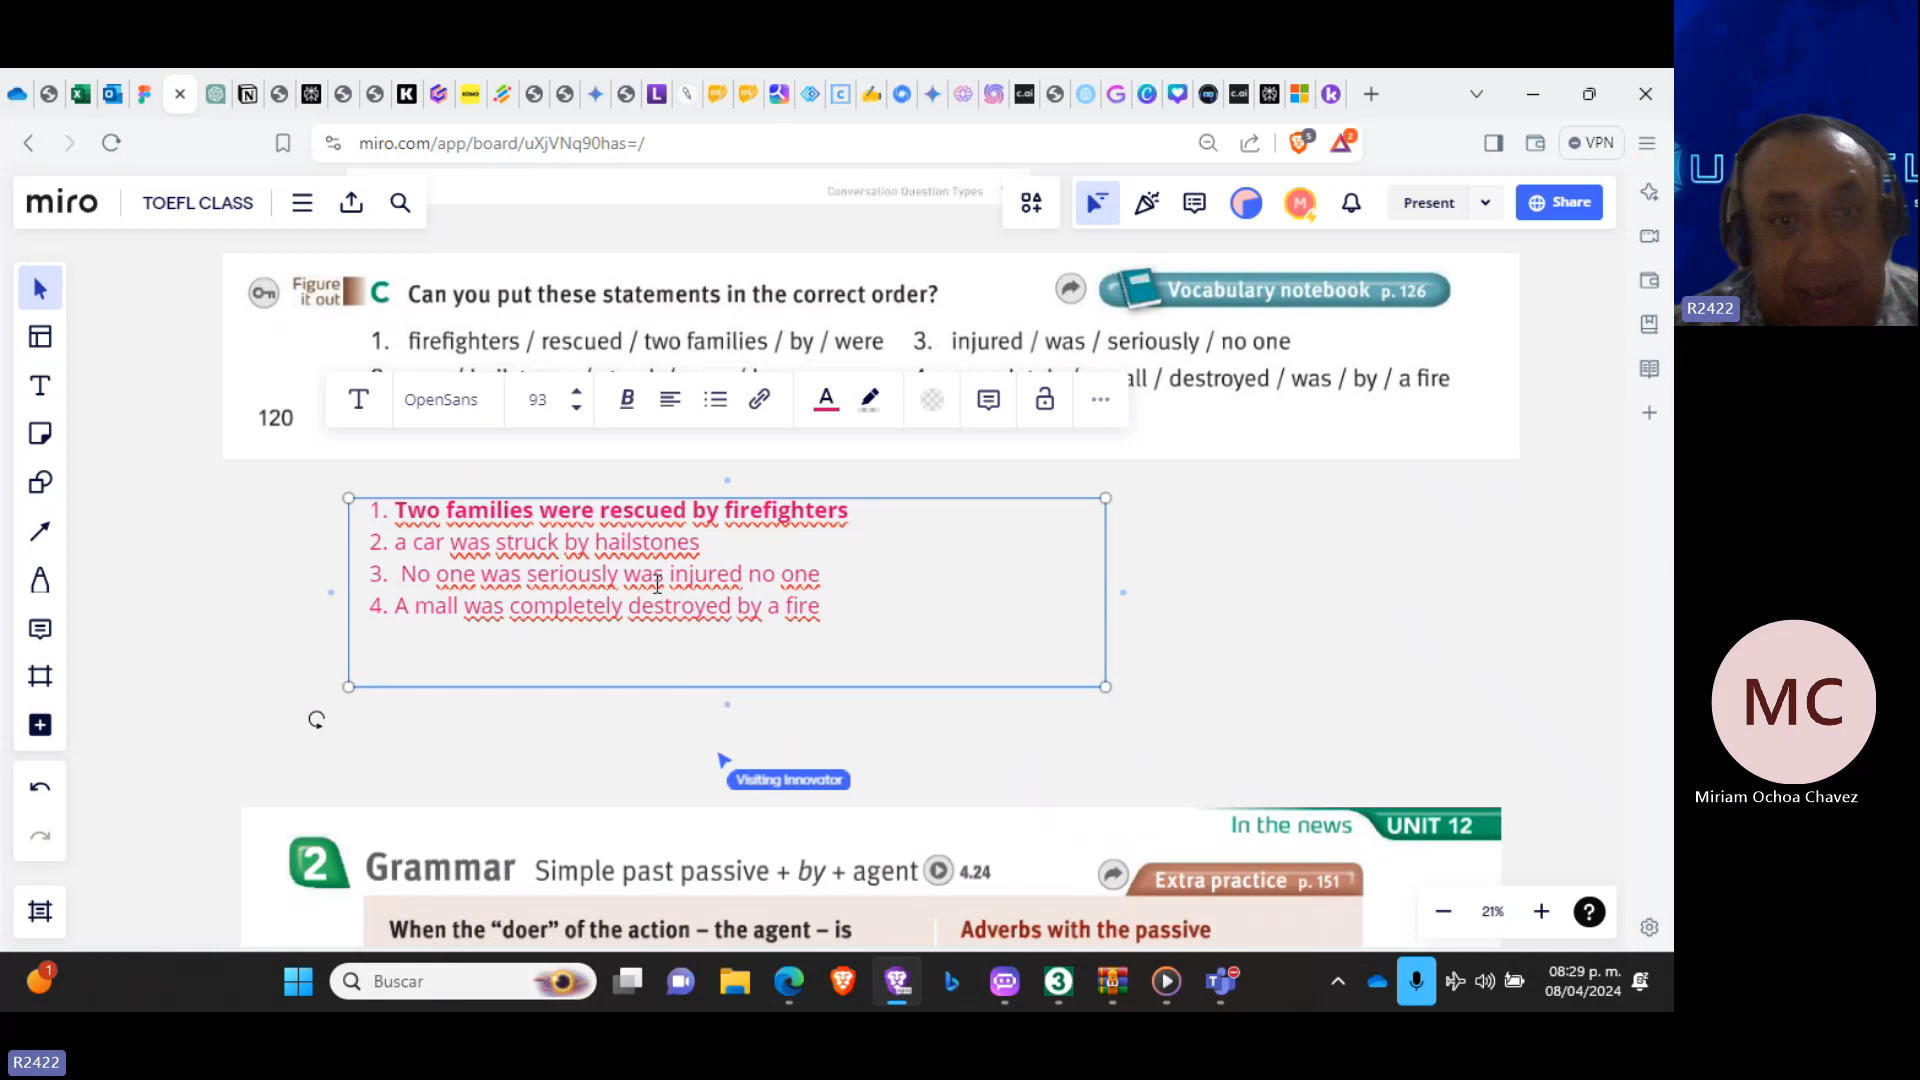 miro.com/app/board/uXjVNq90has=/
VPN
5
2
miro
TOEFL CLASS
Conversation Question Types
M
Present
Share
Figure it out
C Can you put these statements in the correct order?
Vocabulary notebook p. 126
1. firefighters / rescued / two families / by / were
3. injured / was / seriously / no one
all / destroyed / was / by / a fire
120
OpenSans
93
B
A
1. Two families were rescued by firefighters
2. a car was struck by hailstones
3. No one was seriously was injured no one
4. A mall was completely destroyed by a fire
Visiting Innovator
In the news UNIT 12
2 Grammar Simple past passive + by + agent 4.24
Extra practice p. 151
When the “doer” of the action – the agent – is
Adverbs with the passive
21%
?
1
Buscar
08:29 p. m.
08/04/2024
R2422
MC
Miriam Ochoa Chavez
R2422